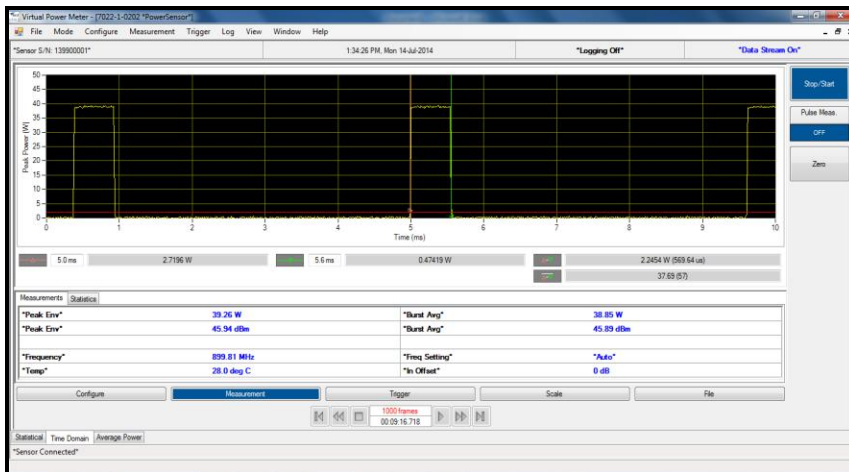 Virtual Power Meter - [7022-1-0202 "PowerSensor"]
File Mode Configure Measurement Trigger Log View Window Help
"Sensor S/N: 139900001" 1:34:26 PM, Mon 14-Jul-2014 "Logging Off" "Data Stream On"
Stop/Start
Pulse Meas.
OFF
Zero
50
45
40
35
30
25
20
15
10
5
0
Peak Power (W)
0 1 2 3 4 5 6 7 8 9 10
Time (ms)
5.0 ms 2.7196 W 5.6 ms 0.47419 W 2.2454 W (569.64 us)
37.69 (57)
Measurements Statistics
"Peak Env" 39.26 W "Burst Avg" 38.85 W
"Peak Env" 45.94 dBm "Burst Avg" 45.89 dBm
"Frequency" 899.81 MHz "Freq Setting" "Auto"
"Temp" 28.0 deg C "In Offset" 0 dB
Configure Measurement Trigger Scale File
1000 frames
00:09:16.718
Statistical Time Domain Average Power
"Sensor Connected"